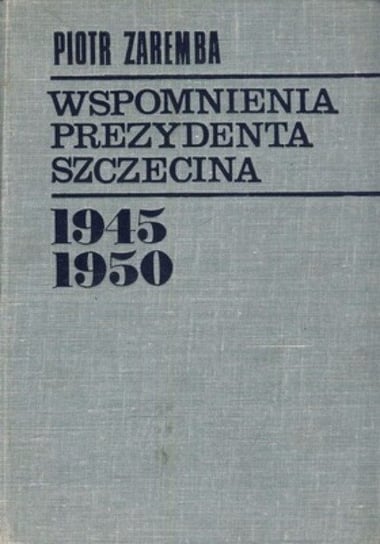 PIOTR ZAREMBA
WSPOMNIENIA
PREZYDENTA
SZCZECINA
1945
1950